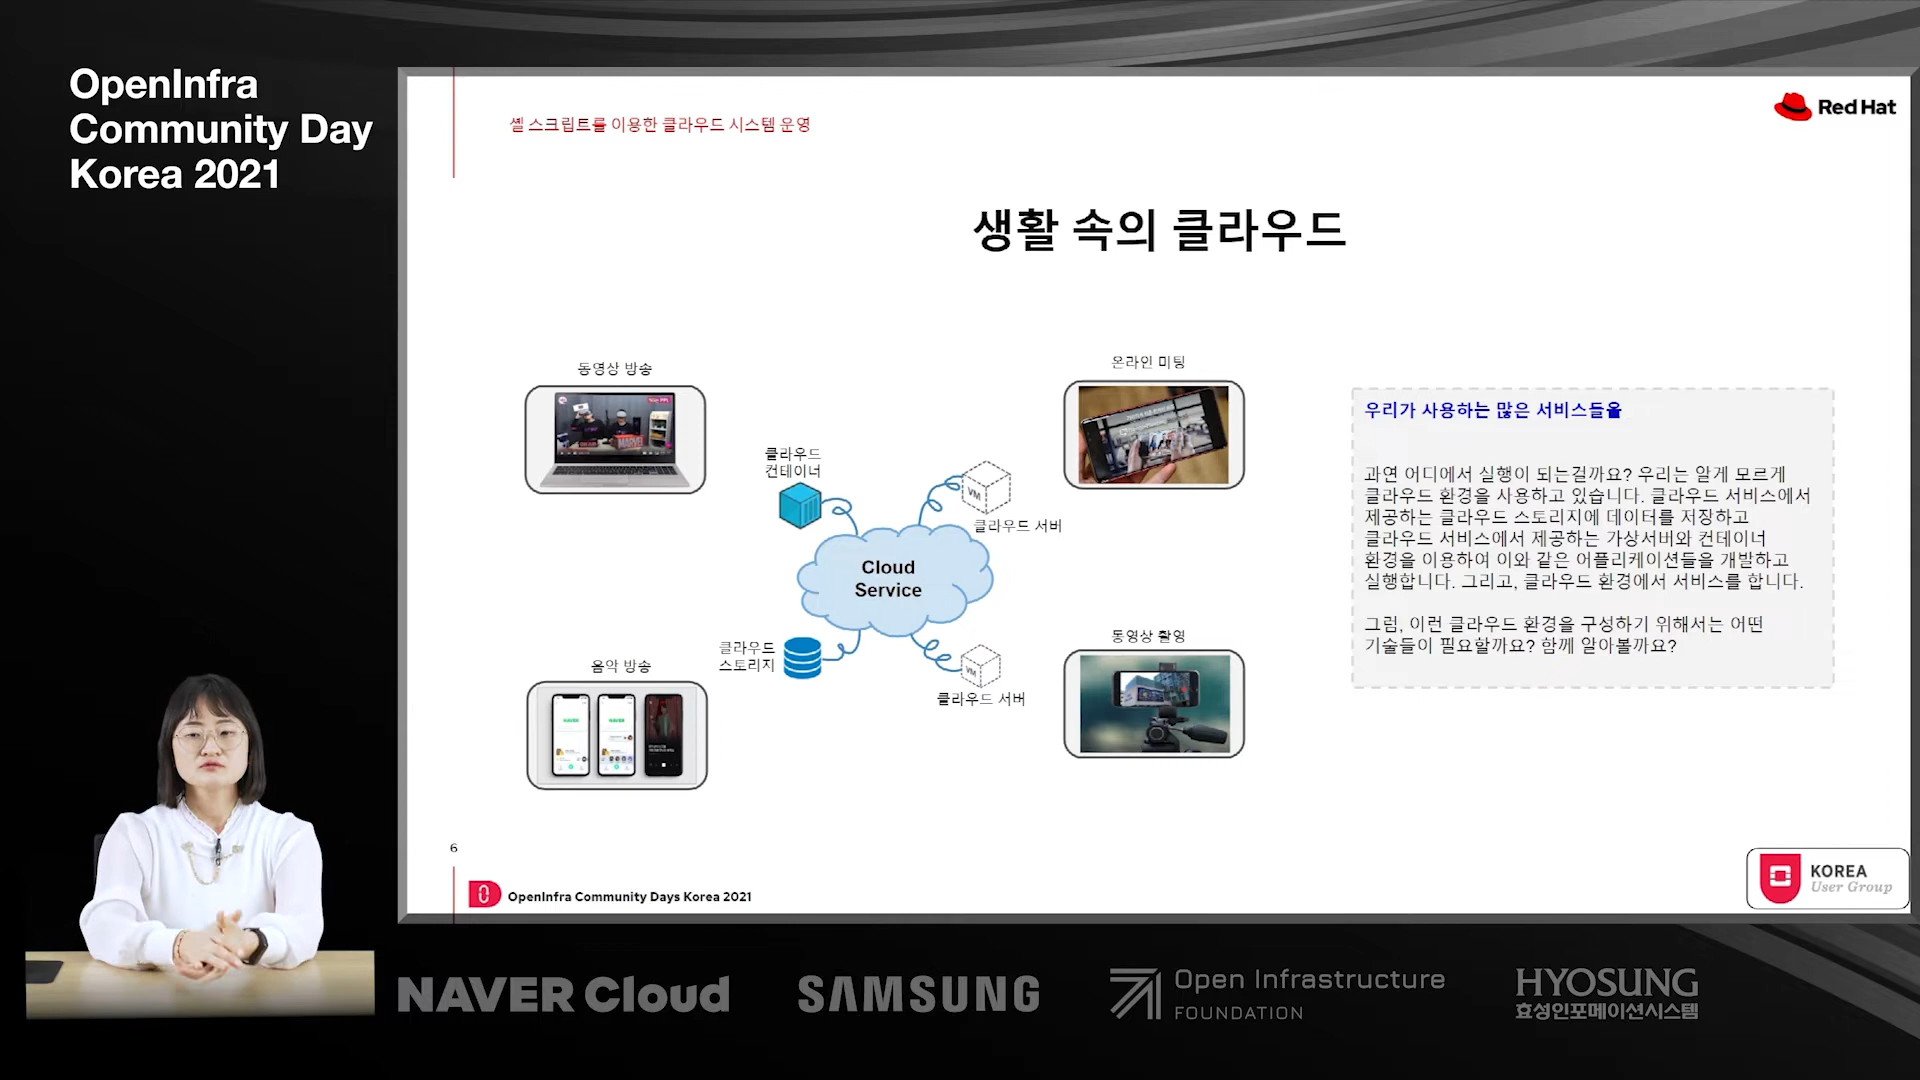 OpenInfra
Community Day
Korea 2021
셸 스크립트를 이용한 클라우드 시스템 운영
Red Hat
생활 속의 클라우드
동영상 방송
온라인 미팅
클라우드
컨테이너
VM
클라우드 서버
Cloud
Service
클라우드
스토리지
VM
클라우드 서버
음악 방송
NAVER
NAVER
동영상 촬영
MARVEL
우리가 사용하는 많은 서비스들을
과연 어디에서 실행이 되는걸까요? 우리는 알게 모르게
클라우드 환경을 사용하고 있습니다. 클라우드 서비스에서
제공하는 클라우드 스토리지에 데이터를 저장하고
클라우드 서비스에서 제공하는 가상서버와 컨테이너
환경을 이용하여 이와 같은 어플리케이션들을 개발하고
실행합니다. 그리고, 클라우드 환경에서 서비스를 합니다.
그럼, 이런 클라우드 환경을 구성하기 위해서는 어떤
기술들이 필요할까요? 함께 알아볼까요?
6
OpenInfra Community Days Korea 2021
KOREA
User Group
NAVER Cloud
SAMSUNG
Open Infrastructure
FOUNDATION
HYOSUNG
효성인포메이션시스템